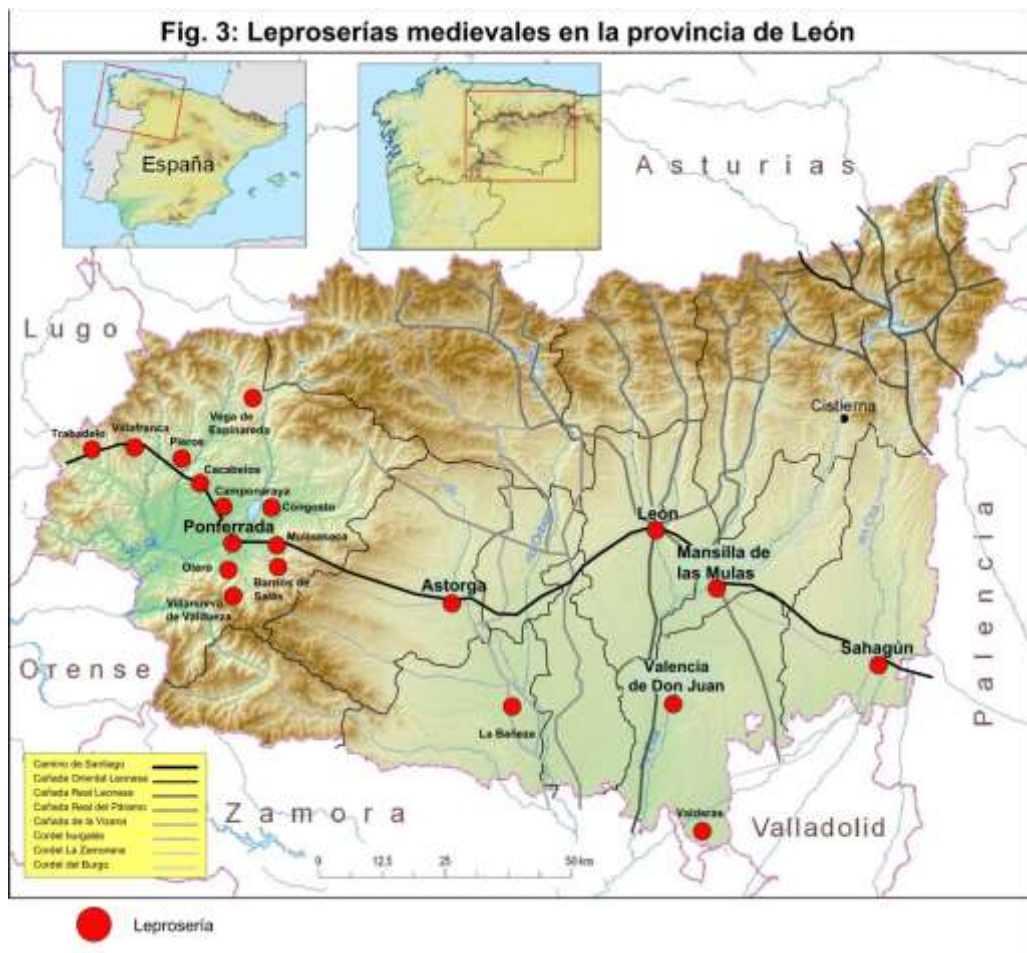 Fig. 3: Leproserías medievales en la provincia de León
España
Asturias
Lugo
Cistierna
Vega de
Espinareda
Trabadelo
Villafranca
Pieros
Cacabelos
Camponaraya
Congosto
Ponferrada
Molinaseca
León
Mansilla de
las Mulas
Otero
Barrios de
Salas
Astorga
Villanueva
de Valdueza
Palencia
Orense
Sahagún
Valencia
de Don Juan
La Bañeza
Camino de Santiago
Cañada Oriental Leonesa
Cañada Real Leonesa
Cañada Real del Páramo
Cañada de la Vizana
Cordel burgalés
Cordel La Zamorana
Cordel del Burgo
Zamora
Valderas
Valladolid
0 12,5 25 50 km
Leprosería